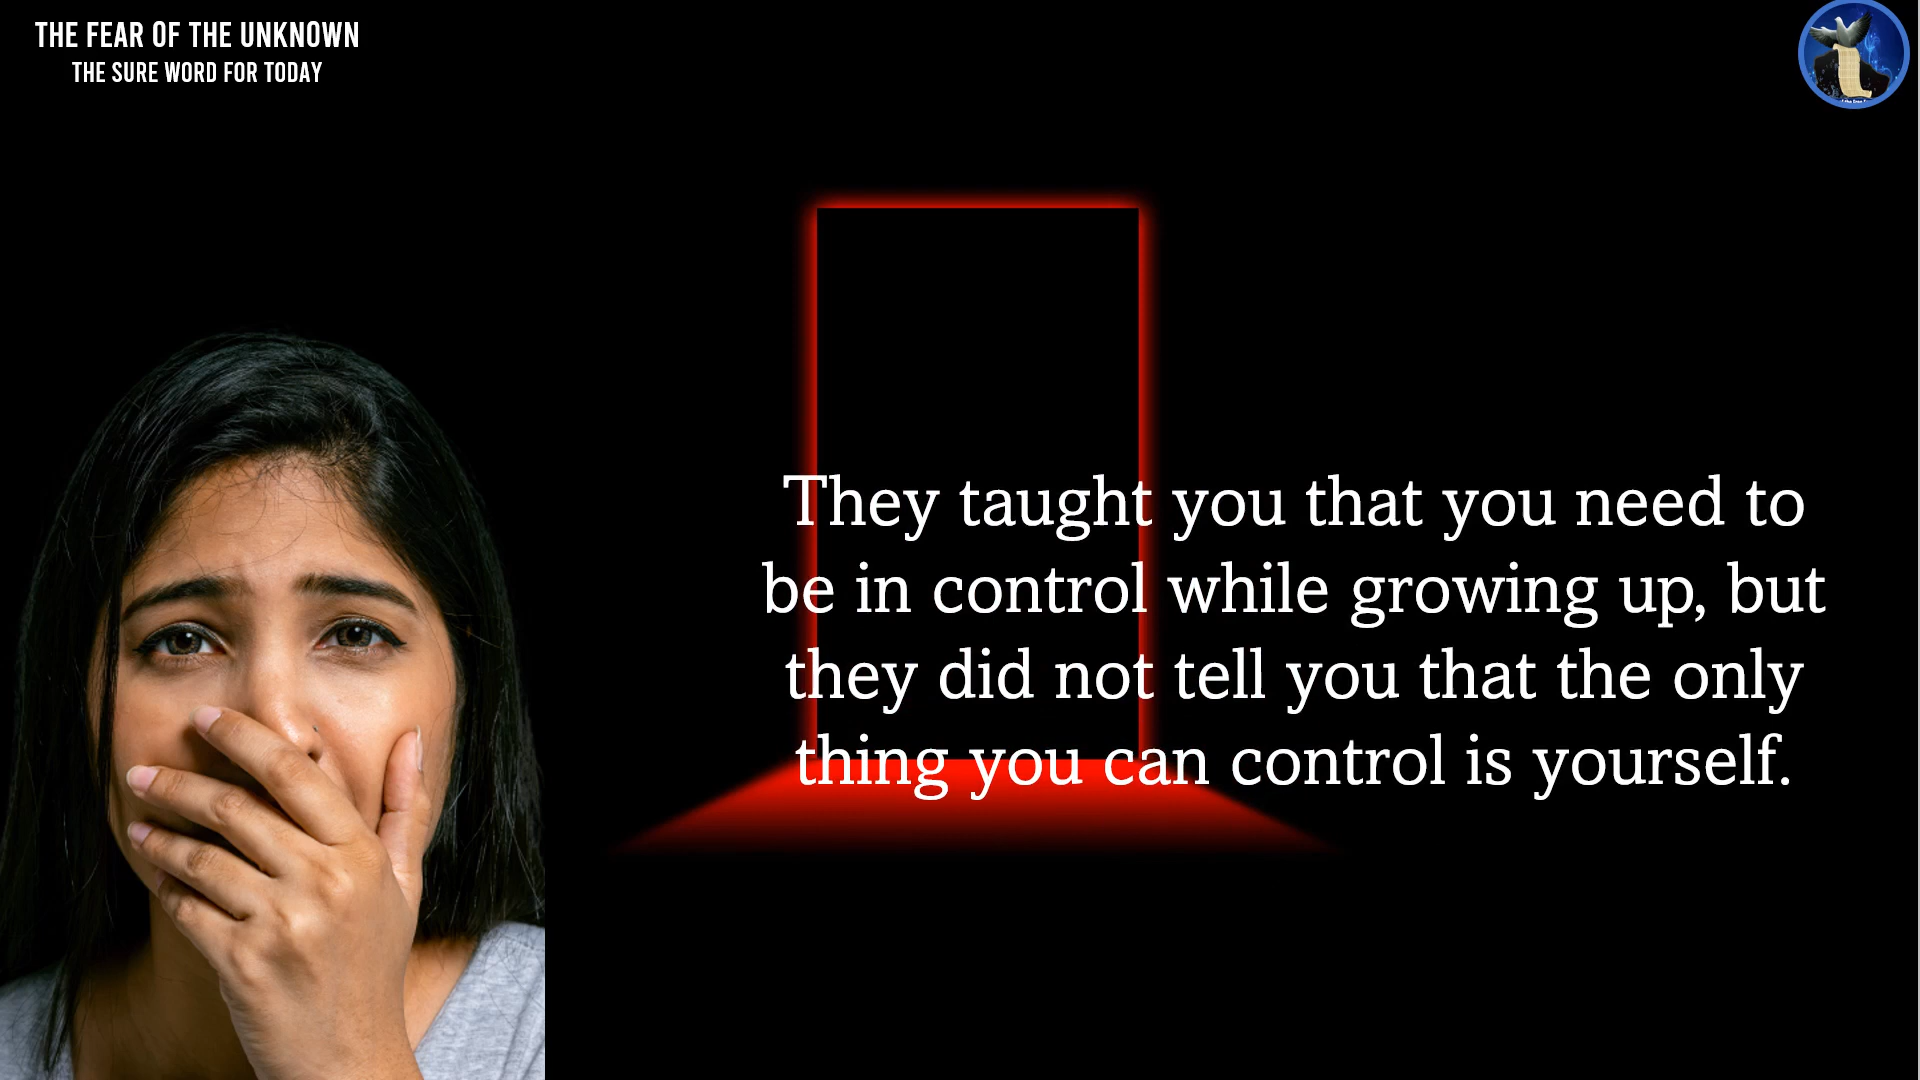 THE FEAR OF THE UNKNOWN
THE SURE WORD FOR TODAY
They taught you that you need to
be in control while growing up, but
they did not tell you that the only
thing you can control is yourself.